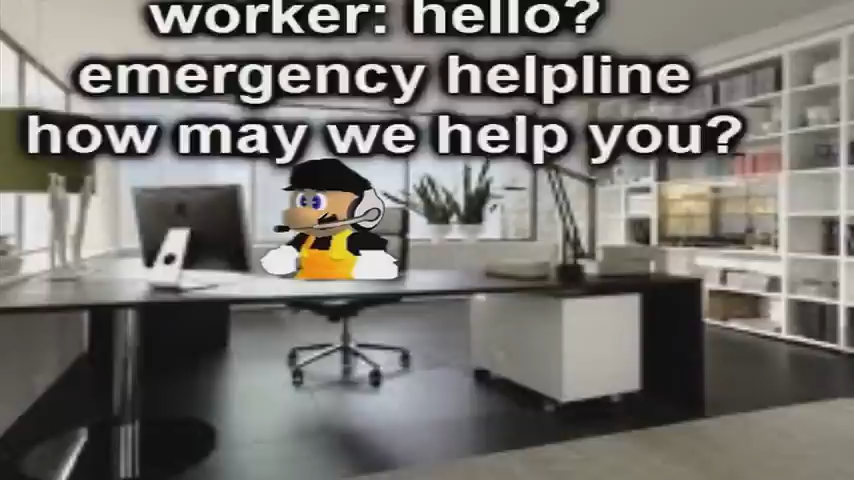 worker: hello?
emergency helpline
how may we help you?